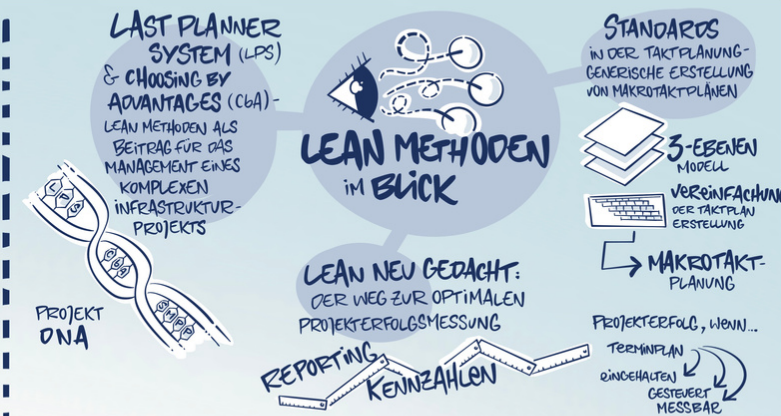 LAST PLANNER
SYSTEM (LPS)
& CHOOSING BY
ADVANTAGES (CbA) -
LEAN METHODEN ALS
BEITRAG FÜR DAS
MANAGEMENT EINES
KOMPLEXEN
INFRASTRUKTUR-
PROJEKTS
LPS
CbA
SMPP
PROJEKT
DNA
LEAN METHODEN
IM BLICK
LEAN NEU GEDACHT:
DER WEG ZUR OPTIMALEN
PROJEKTERFOLGSMESSUNG
REPORTING
KENNZAHLEN
STANDARDS
IN DER TAKTPLANUNG-
GENERISCHE ERSTELLUNG
VON MAKROTAKTPLÄNEN
3-EBENEN
MODELL
VEREINFACHUNG
DER TAKTPLAN
ERSTELLUNG
MAKROTAKT-
PLANUNG
PROJEKTERFOLG, WENN...
TERMINPLAN
EINGEHALTEN
GESTEUERT
MESSBAR